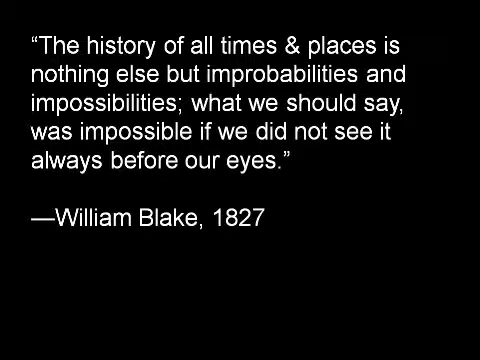 “The history of all times & places is
nothing else but improbabilities and
impossibilities; what we should say,
was impossible if we did not see it
always before our eyes.”
—William Blake, 1827